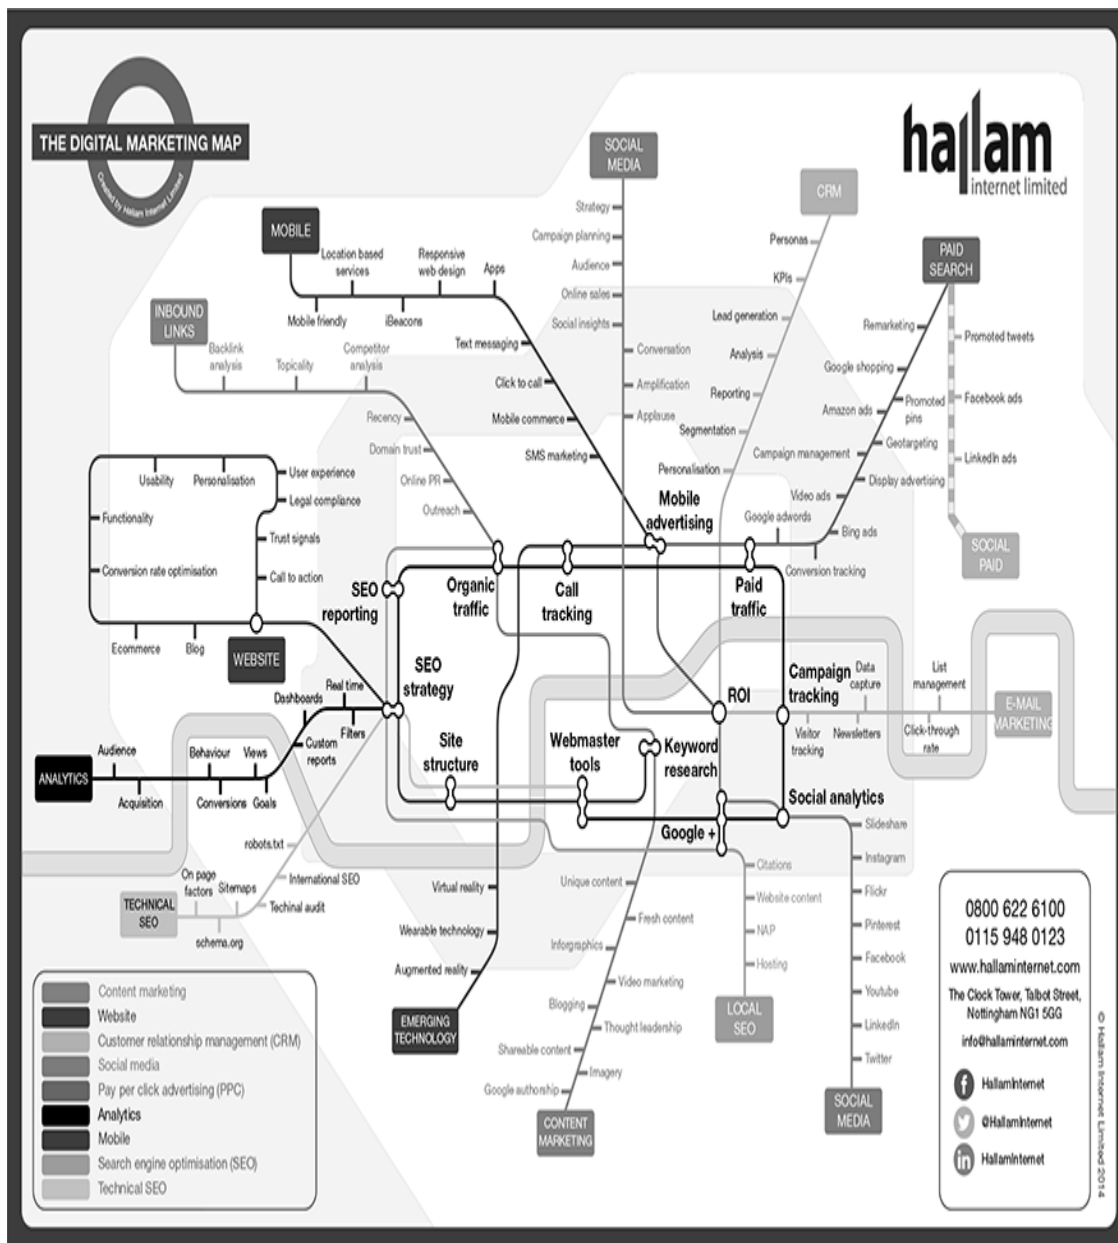 THE DIGITAL MARKETING MAP
Created by Hallam Internet Limited
hallam
internet limited
SOCIAL
MEDIA
Strategy
Campaign planning
Audience
Online sales
Social insights
Conversation
Amplification
Applause
CRM
Personas
KPIs
Lead generation
Analysis
Reporting
Segmentation
Personalisation
MOBILE
Location based
services
Responsive
web design
Apps
Mobile friendly
iBeacons
Text messaging
Click to call
Mobile commerce
SMS marketing
PAID
SEARCH
Remarketing
Google shopping
Amazon ads
Promoted
pins
Geotargeting
Campaign management
Display advertising
Video ads
Google adwords
Bing ads
Conversion tracking
Promoted tweets
Facebook ads
LinkedIn ads
SOCIAL
PAID
INBOUND
LINKS
Backlink
analysis
Topicality
Competitor
analysis
Recency
Domain trust
Online PR
Outreach
Usability
Personalisation
User experience
Legal compliance
Functionality
Trust signals
Conversion rate optimisation
Call to action
Ecommerce
Blog
WEBSITE
Mobile
advertising
SEO
reporting
Organic
traffic
Call
tracking
Paid
traffic
SEO
strategy
ROI
Campaign
tracking
Site
structure
Webmaster
tools
Keyword
research
Google +
Social analytics
Data
capture
List
management
Visitor
tracking
Newsletters
Click-through
rate
E-MAIL
MARKETING
ANALYTICS
Audience
Acquisition
Behaviour
Conversions
Views
Goals
Dashboards
Custom
reports
Real time
Filters
TECHNICAL
SEO
On page
factors
schema.org
Sitemaps
Techinal audit
International SEO
robots.txt
Virtual reality
Wearable technology
Augmented reality
EMERGING
TECHNOLOGY
Unique content
Fresh content
Inforgraphics
Video marketing
Blogging
Thought leadership
Shareable content
Imagery
Google authorship
CONTENT
MARKETING
Citations
Website content
NAP
Hosting
LOCAL
SEO
Slideshare
Instagram
Flickr
Pinterest
Facebook
Youtube
LinkedIn
Twitter
SOCIAL
MEDIA
Content marketing
Website
Customer relationship management (CRM)
Social media
Pay per click advertising (PPC)
Analytics
Mobile
Search engine optimisation (SEO)
Technical SEO
0800 622 6100
0115 948 0123
www.hallaminternet.com
The Clock Tower, Talbot Street,
Nottingham NG1 5GG
info@hallaminternet.com
f HallamInternet
@HallamInternet
in HallamInternet
© Hallam Internet Limited 2014